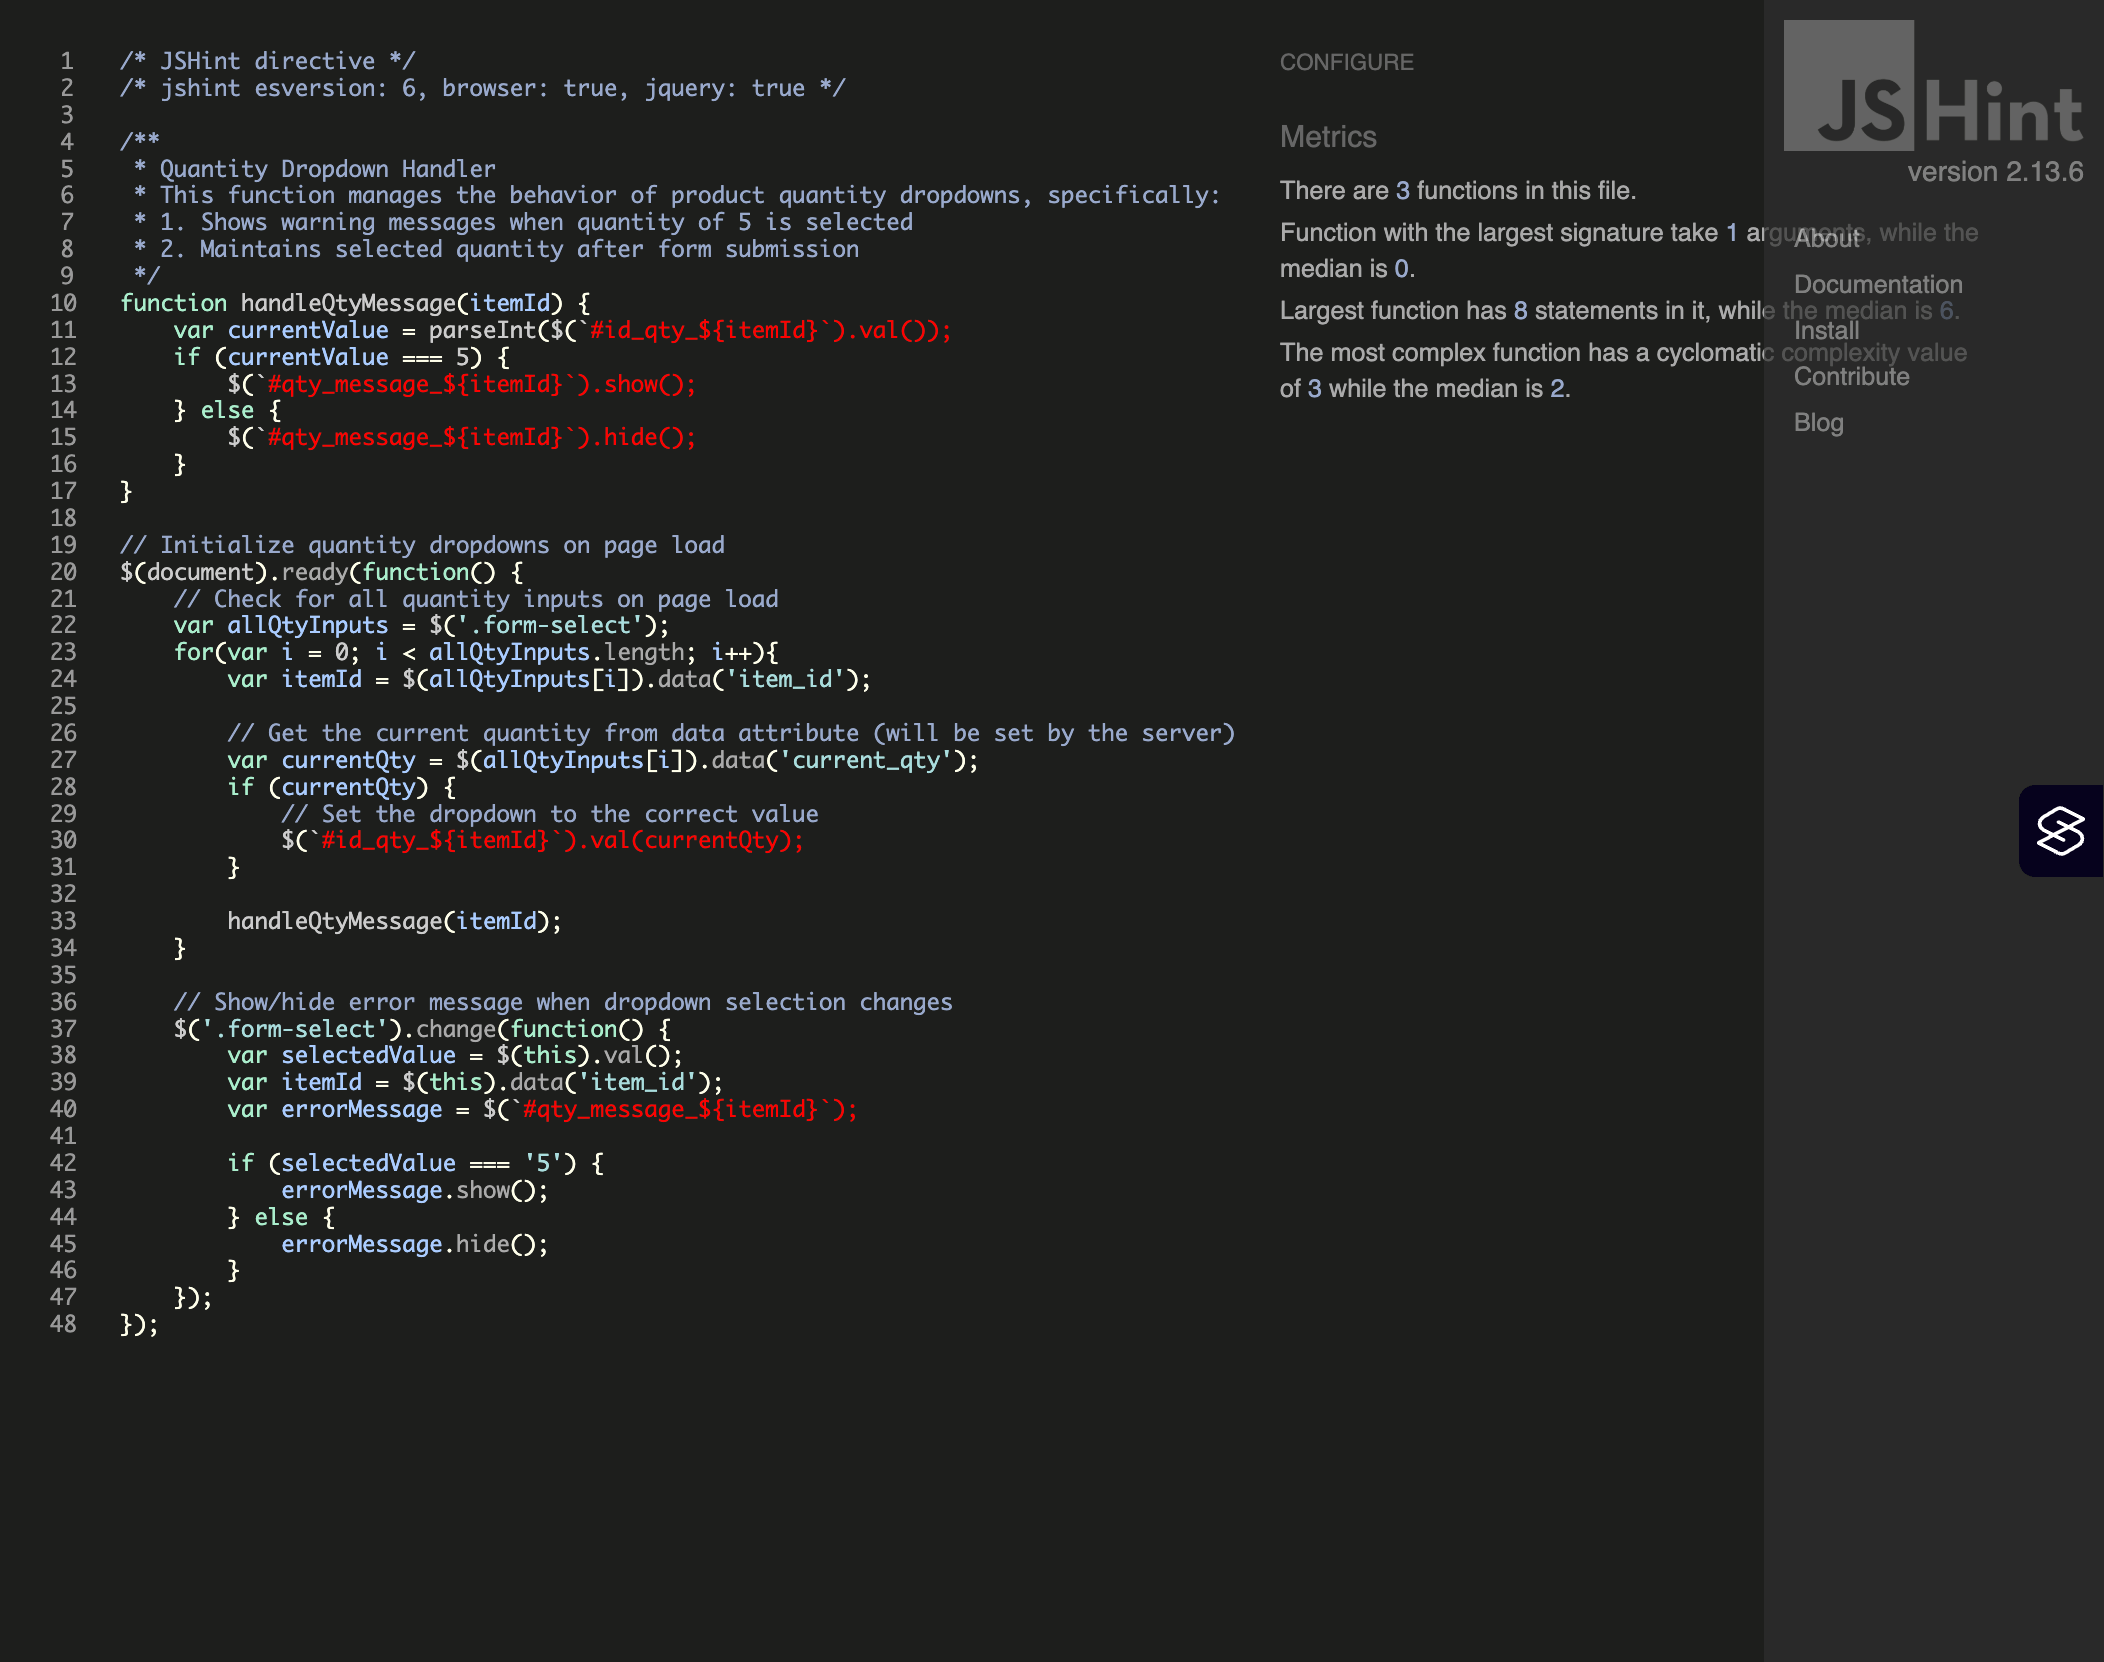 1 /* JSHint directive */
2 /* jshint esversion: 6, browser: true, jquery: true */
3
4 /**
5  * Quantity Dropdown Handler
6  * This function manages the behavior of product quantity dropdowns, specifically:
7  * 1. Shows warning messages when quantity of 5 is selected
8  * 2. Maintains selected quantity after form submission
9  */
10 function handleQtyMessage(itemId) {
11     var currentValue = parseInt($(`#id_qty_${itemId}`).val());
12     if (currentValue === 5) {
13         $(`#qty_message_${itemId}`).show();
14     } else {
15         $(`#qty_message_${itemId}`).hide();
16     }
17 }
18
19 // Initialize quantity dropdowns on page load
20 $(document).ready(function() {
21     // Check for all quantity inputs on page load
22     var allQtyInputs = $('.form-select');
23     for(var i = 0; i < allQtyInputs.length; i++){
24         var itemId = $(allQtyInputs[i]).data('item_id');
25
26         // Get the current quantity from data attribute (will be set by the server)
27         var currentQty = $(allQtyInputs[i]).data('current_qty');
28         if (currentQty) {
29             // Set the dropdown to the correct value
30             $(`#id_qty_${itemId}`).val(currentQty);
31         }
32
33         handleQtyMessage(itemId);
34     }
35
36     // Show/hide error message when dropdown selection changes
37     $('.form-select').change(function() {
38         var selectedValue = $(this).val();
39         var itemId = $(this).data('item_id');
40         var errorMessage = $(`#qty_message_${itemId}`);
41
42         if (selectedValue === '5') {
43             errorMessage.show();
44         } else {
45             errorMessage.hide();
46         }
47     });
48 });
CONFIGURE
Metrics
There are 3 functions in this file.
Function with the largest signature take 1 arguments, while the
median is 0.
Largest function has 8 statements in it, while the median is 6.
The most complex function has a cyclomatic complexity value
of 3 while the median is 2.
JSHint
version 2.13.6
About
Documentation
Install
Contribute
Blog